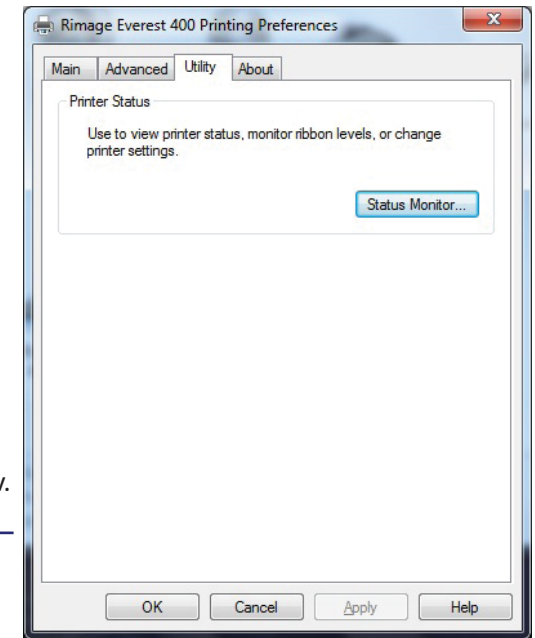 Rimage Everest 400 Printing Preferences
Main Advanced Utility About
Printer Status
Use to view printer status, monitor ribbon levels, or change
printer settings.
Status Monitor...
OK Cancel Apply Help